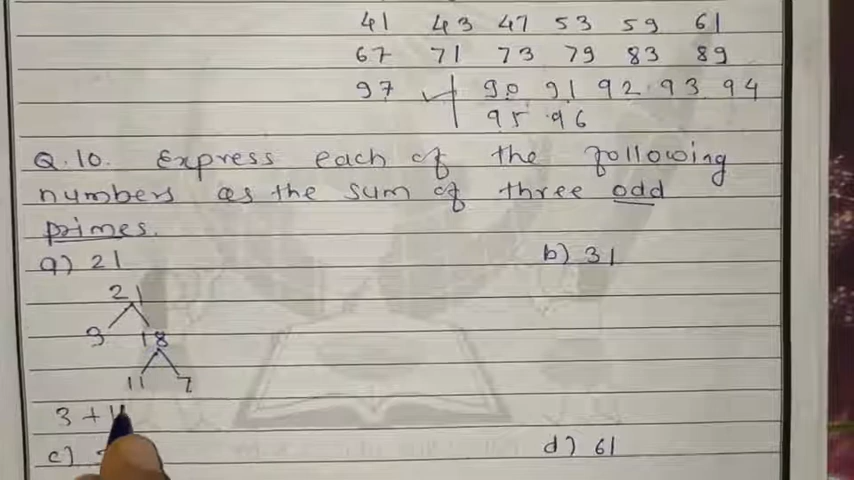 41 43 47 53 59 61
67 71 73 79 83 89
97 90 91 92 93 94
95 96
Q.10. Express each of the following
numbers as the sum of three odd
primes.
a) 21 b) 31
21
3 18
11 7
3 + 11
c) d) 61